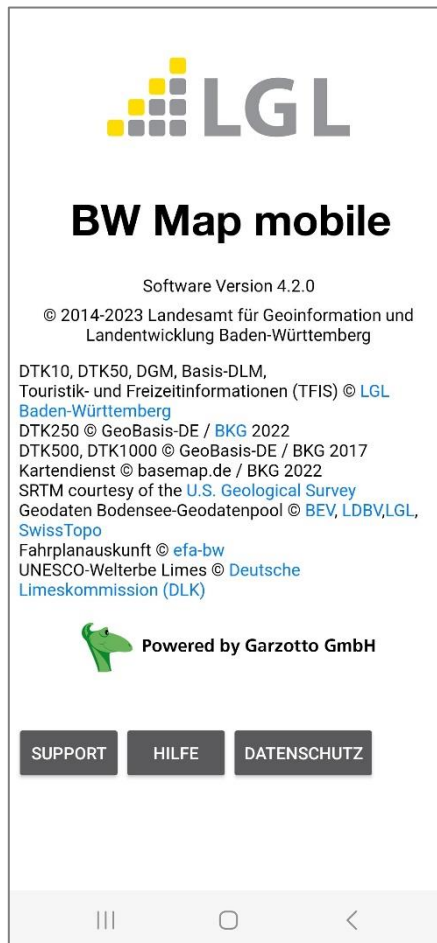 LGL
BW Map mobile
Software Version 4.2.0
© 2014-2023 Landesamt für Geoinformation und
Landentwicklung Baden-Württemberg
DTK10, DTK50, DGM, Basis-DLM,
Touristik- und Freizeitinformationen (TFIS) © LGL
Baden-Württemberg
DTK250 © GeoBasis-DE / BKG 2022
DTK500, DTK1000 © GeoBasis-DE / BKG 2017
Kartendienst © basemap.de / BKG 2022
SRTM courtesy of the U.S. Geological Survey
Geodaten Bodensee-Geodatenpool © BEV, LDBV,LGL,
SwissTopo
Fahrplanauskunft © efa-bw
UNESCO-Welterbe Limes © Deutsche
Limeskommission (DLK)
Powered by Garzotto GmbH
SUPPORT HILFE DATENSCHUTZ